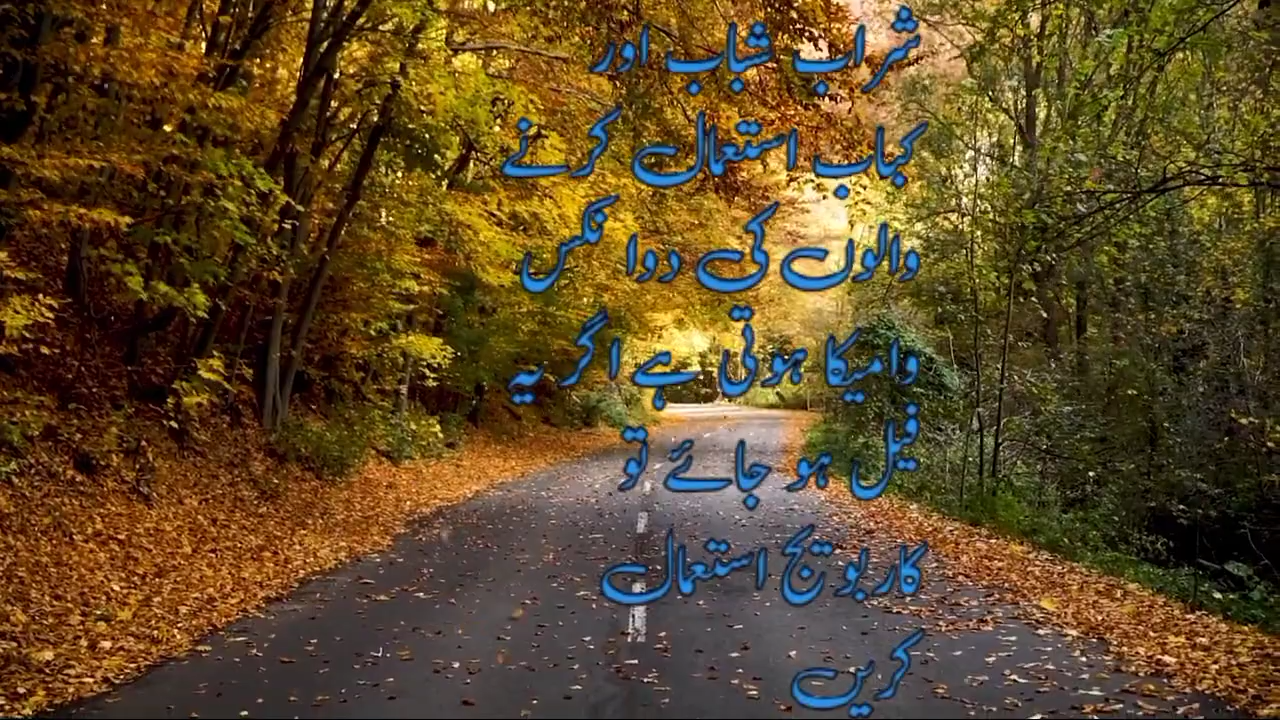 شراب شباب اور
کباب استعمال کرنے
والوں کی دوا نکس
وامیکا ہوتی ہے اگر یہ
فیل ہو جائے تو
کاربو یج استعمال
کریں